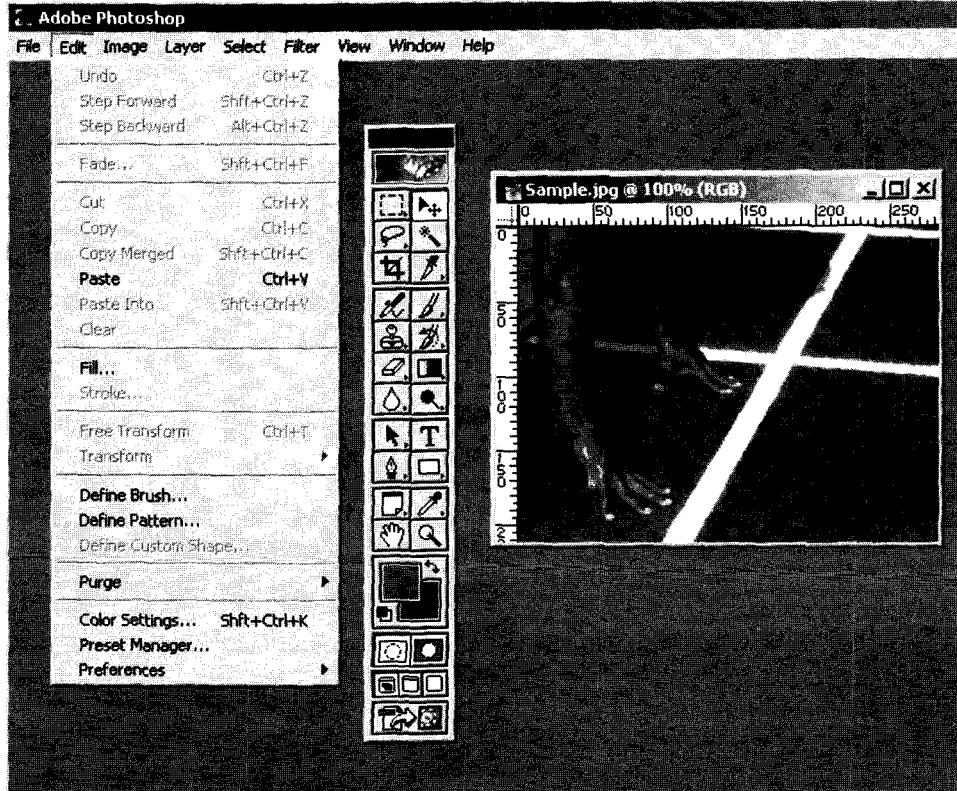 Adobe Photoshop
File Edit Image Layer Select Filter View Window Help
Undo Ctrl+Z
Step Forward Shft+Ctrl+Z
Step Backward Alt+Ctrl+Z
Fade... Shft+Ctrl+F
Cut Ctrl+X
Copy Ctrl+C
Copy Merged Shft+Ctrl+C
Paste Ctrl+V
Paste Into Shft+Ctrl+V
Clear
Fill...
Stroke...
Free Transform Ctrl+T
Transform
Define Brush...
Define Pattern...
Define Custom Shape...
Purge
Color Settings... Shft+Ctrl+K
Preset Manager...
Preferences
T
Sample.jpg @ 100% (RGB)
0 50 100 150 200 250
0
50
100
150
2